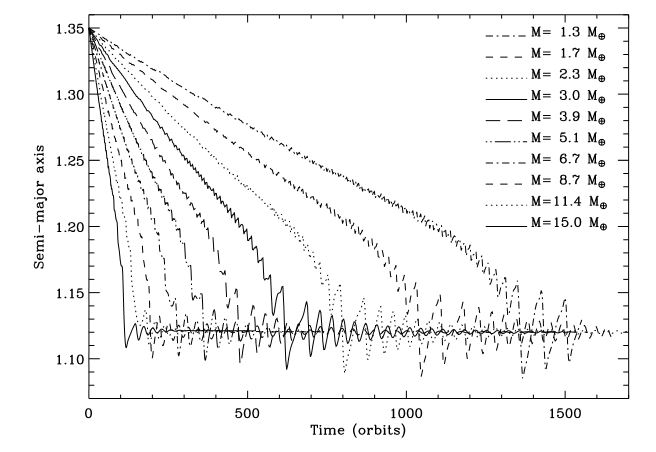 1.35
1.30
1.25
1.20
1.15
1.10
Semi-major axis
0
500
1000
1500
Time (orbits)
M= 1.3 M⊕
M= 1.7 M⊕
M= 2.3 M⊕
M= 3.0 M⊕
M= 3.9 M⊕
M= 5.1 M⊕
M= 6.7 M⊕
M= 8.7 M⊕
M=11.4 M⊕
M=15.0 M⊕